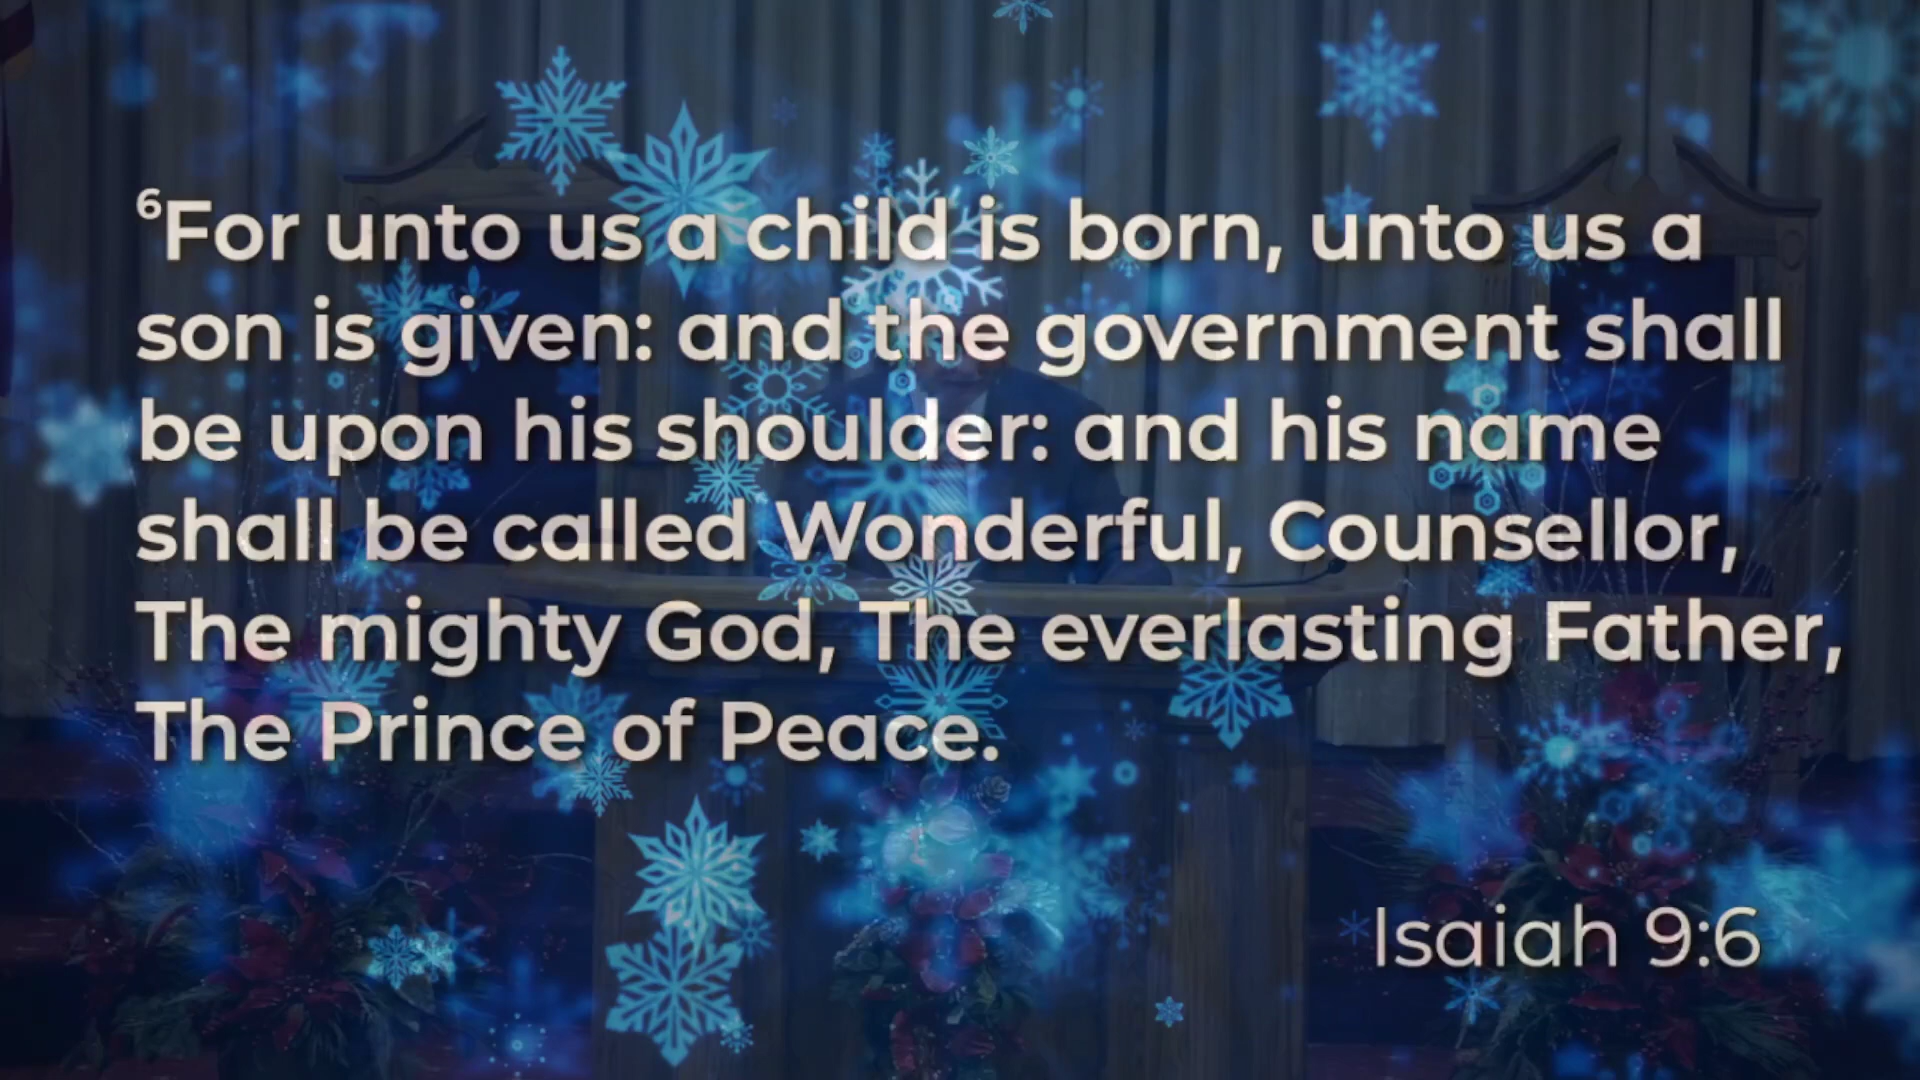 ⁶For unto us a child is born, unto us a
son is given: and the government shall
be upon his shoulder: and his name
shall be called Wonderful, Counsellor,
The mighty God, The everlasting Father,
The Prince of Peace.
Isaiah 9:6